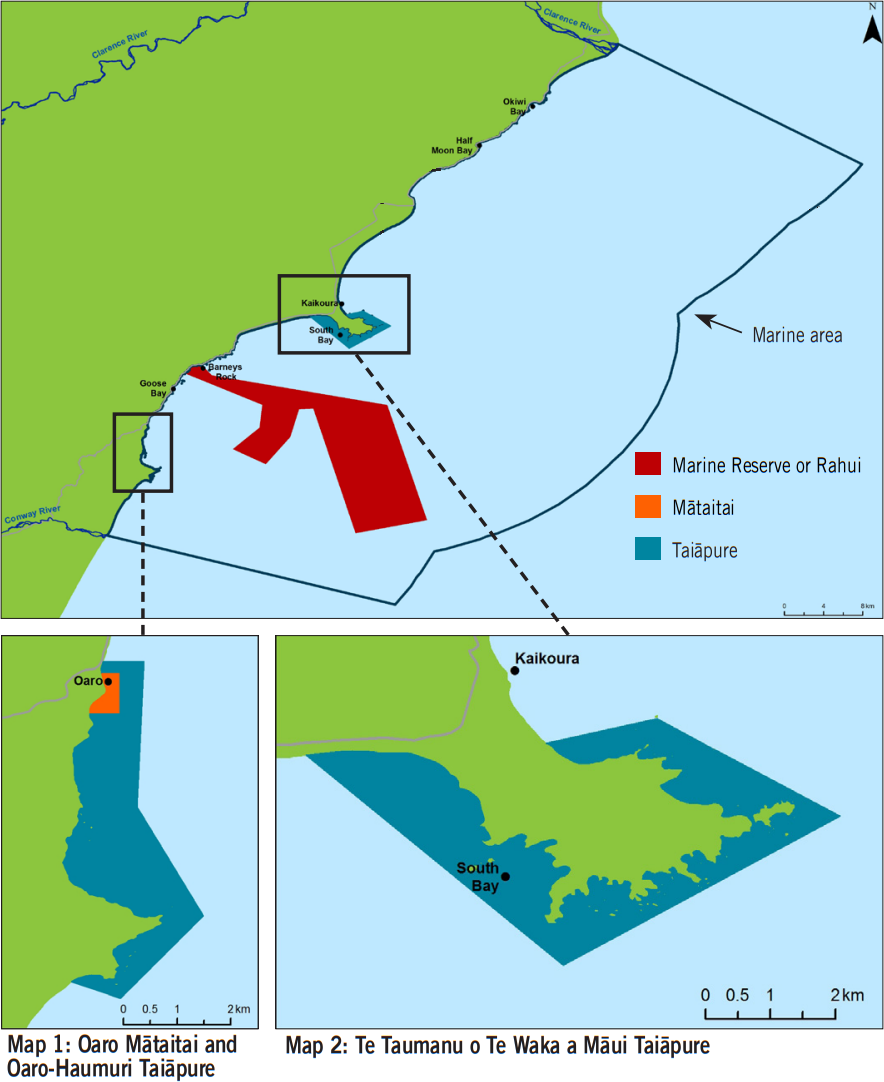 N
Clarence River
Clarence River
Okiwi
Bay
Half
Moon Bay
Kaikoura
South
Bay
Marine area
Barneys
Rock
Goose
Bay
Marine Reserve or Rahui
Mātaitai
Taiāpure
Conway River
0 4 8 km
Oaro
Kaikoura
South
Bay
0 0.5 1 2 km
0 0.5 1 2 km
Map 1: Oaro Mātaitai and
Oaro-Haumuri Taiāpure
Map 2: Te Taumanu o Te Waka a Māui Taiāpure